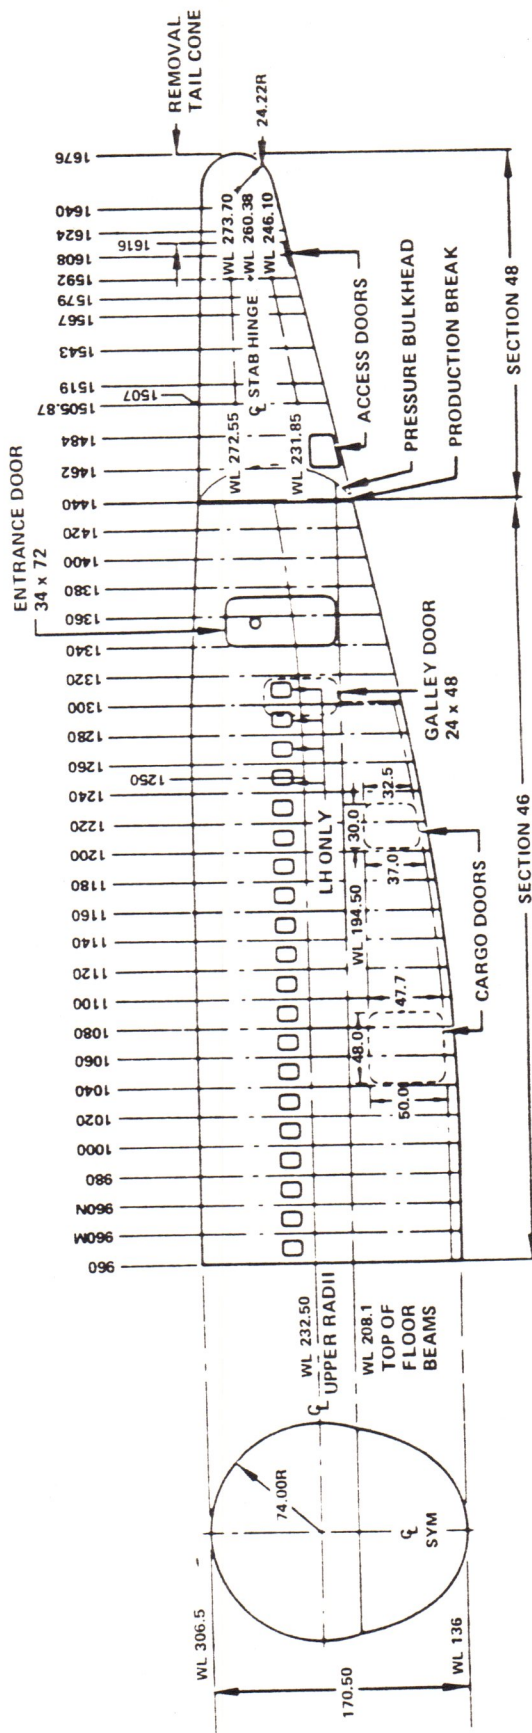 REMOVAL
TAIL CONE
1676
1640
1624
1616
1608
1592
1579
1567
1543
1519
1507
1505.87
1484
1462
1440
1420
1400
1380
1360
1340
1320
1300
1280
1260
1250
1240
1220
1200
1180
1160
1140
1120
1100
1080
1060
1040
1020
1000
980
960N
960M
960
24.22R
WL 273.70
WL 260.38
WL 246.10
℄ STAB HINGE
WL 272.55
WL 231.85
ACCESS DOORS
PRESSURE BULKHEAD
PRODUCTION BREAK
SECTION 48
ENTRANCE DOOR
34 x 72
GALLEY DOOR
24 x 48
LH ONLY
32.5
30.0
37.0
WL 194.50
CARGO DOORS
47.7
48.0
50.0
SECTION 46
WL 232.50
℄ UPPER RADII
WL 208.1
TOP OF
FLOOR
BEAMS
74.00R
℄
SYM
WL 306.5
WL 136
170.50